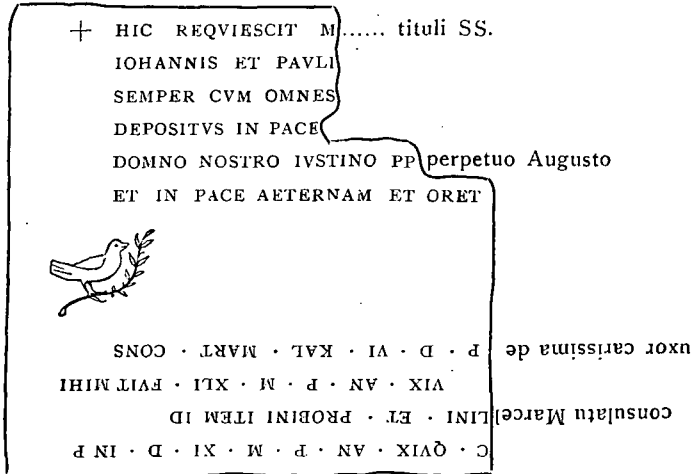 + HIC REQVIESCIT M...... tituli SS.
IOHANNIS ET PAVLI
SEMPER CVM OMNES
DEPOSITVS IN PACE
DOMNO NOSTRO IVSTINO PP perpetuo Augusto
ET IN PACE AETERNAM ET ORET
C · QVIX · AN · P · M · XI · D · IN P
consulatu Marcel LINI · ET · PROBINI ITEM ID
VIX · AN · P · M · XLI · FVIT MIHI
uxor carissima de P · D · VI · KAL · MART · CONS